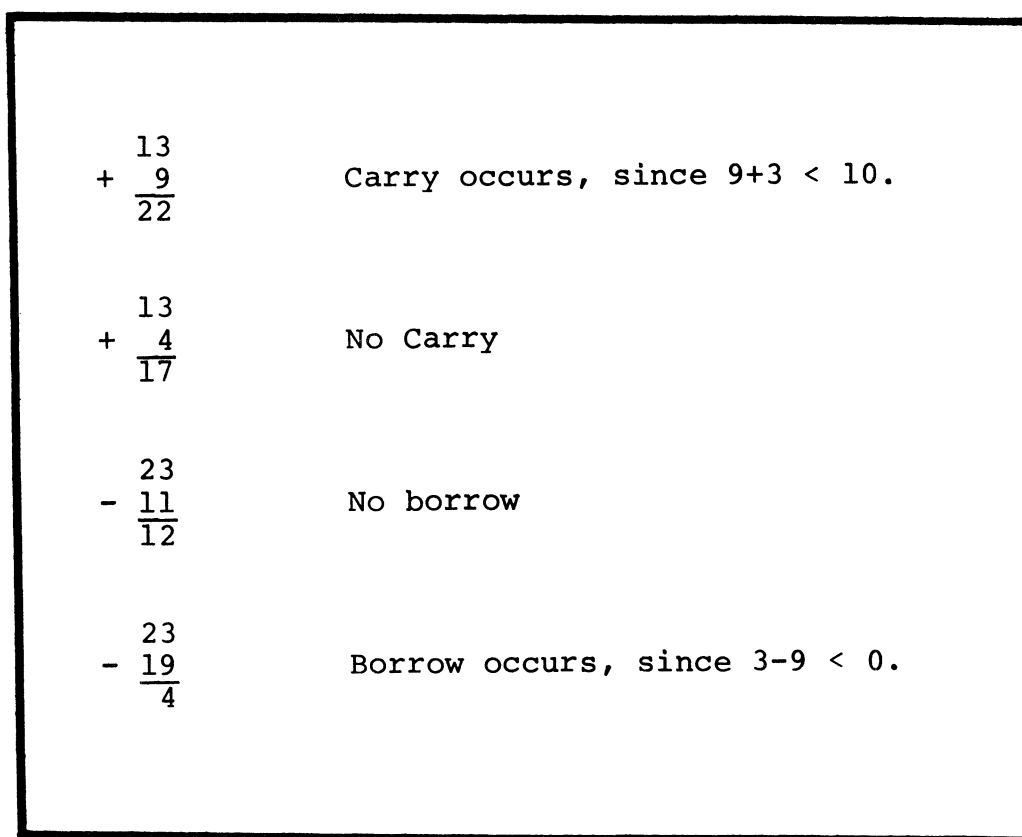 13
+ 9 Carry occurs, since 9+3 < 10.
22
13
+ 4 No Carry
17
23
- 11 No borrow
12
23
- 19 Borrow occurs, since 3-9 < 0.
4